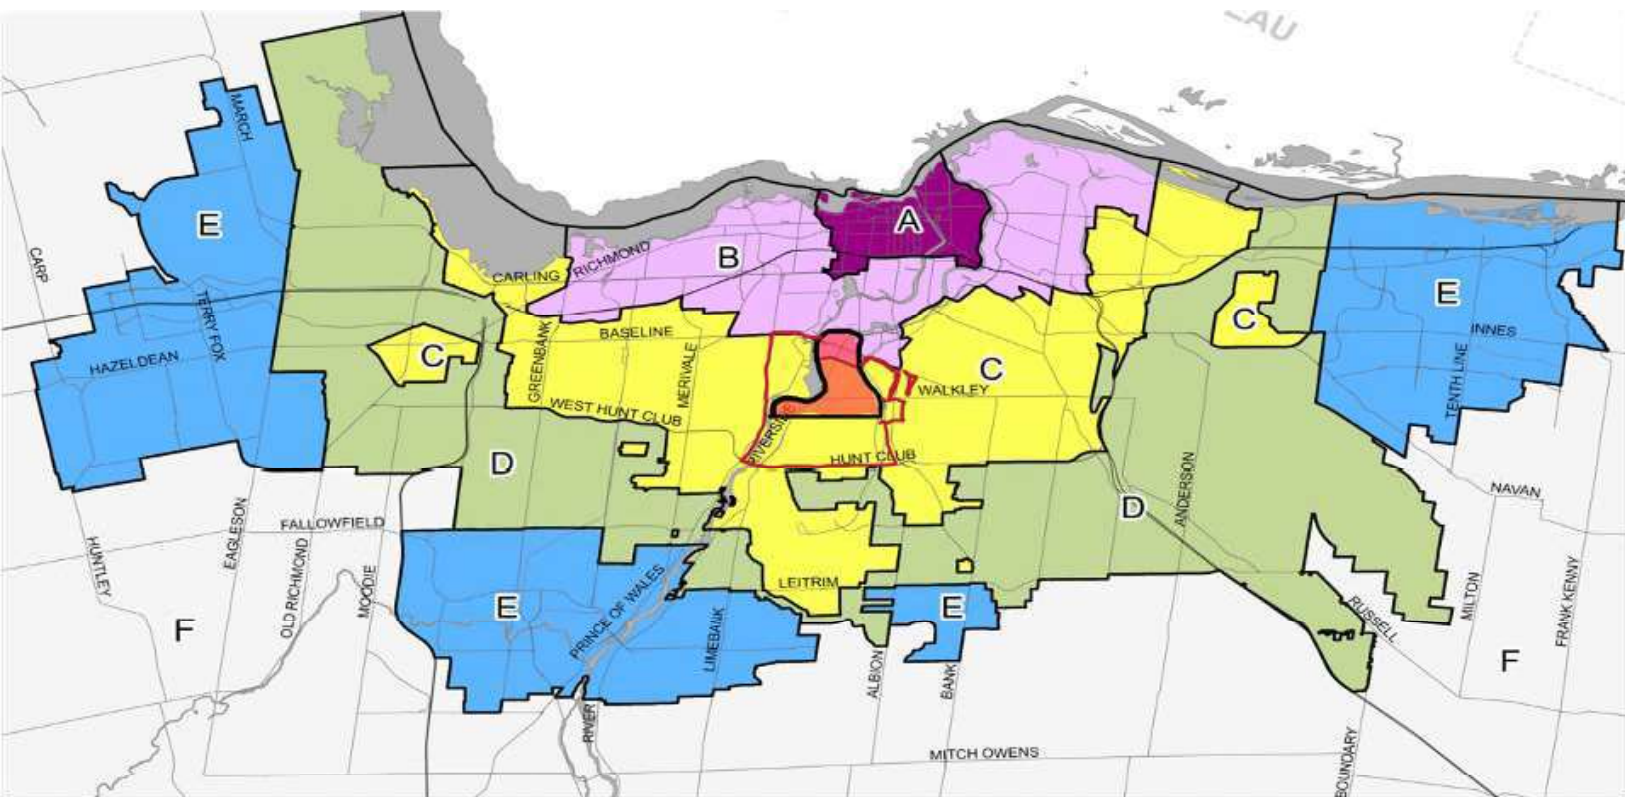 EAU
MARCH
E
A
CARP
RICHMOND
B
CARLING
TERRY FOX
E
C
BASELINE
INNES
GREENBANK
HAZELDEAN
C
MERIVALE
C
WALKLEY
TENTH LINE
WEST HUNT CLUB
RIVERSIDE
HUNT CLUB
D
ANDERSON
NAVAN
D
EAGLESON
FALLOWFIELD
HUNTLEY
OLD RICHMOND
MOODIE
LEITRIM
PRINCE OF WALES
E
E
MILTON
FRANK KENNY
RUSSELL
F
LIMEBANK
F
ALBION
BANK
RIVER
MITCH OWENS
BOUNDARY